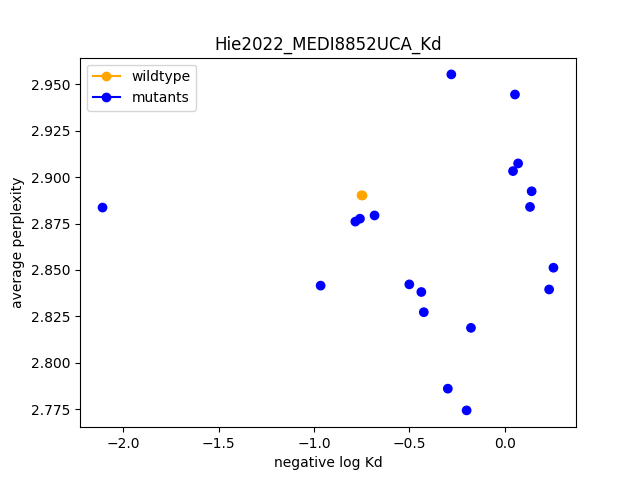 Hie2022_MEDI8852UCA_Kd
wildtype
mutants
2.950
2.925
2.900
2.875
2.850
2.825
2.800
2.775
average perplexity
−2.0 −1.5 −1.0 −0.5 0.0
negative log Kd